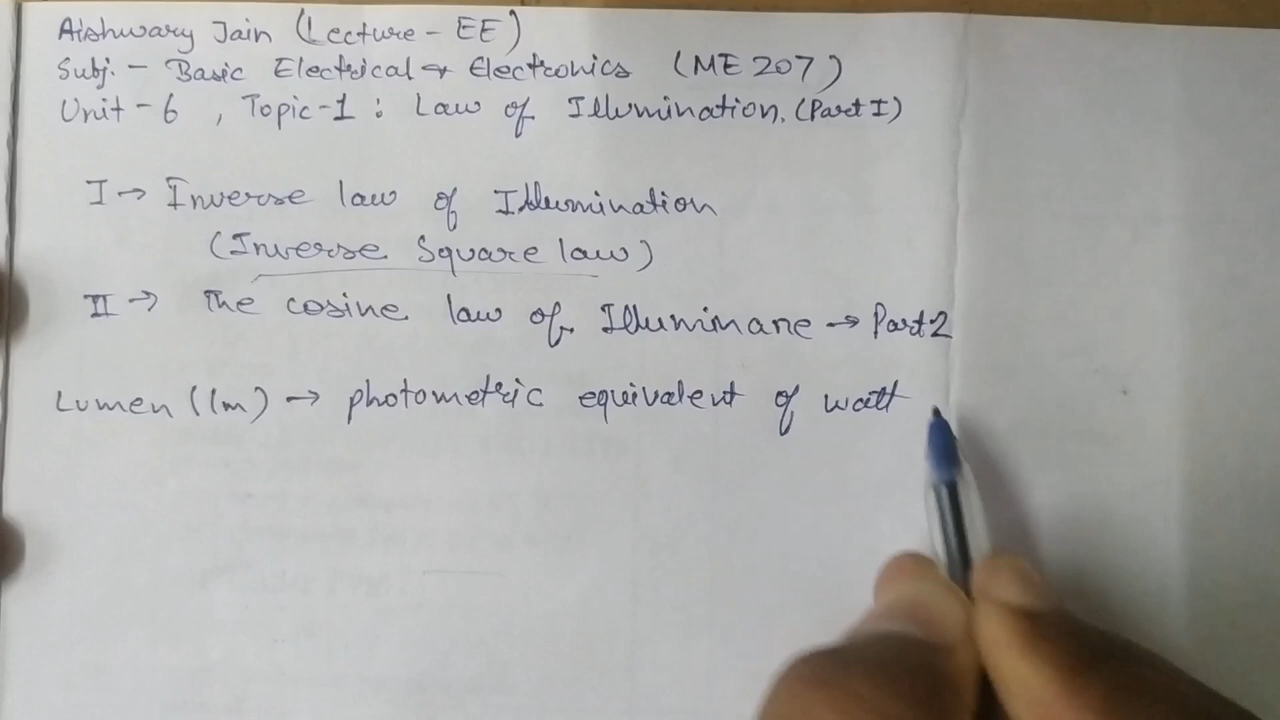 Aishwary Jain (Lecture - EE)
Subj. - Basic Electrical & Electronics (ME 207)
Unit - 6 , Topic-1 : Law of Illumination. (Part I)
I → Inverse law of Illumination
(Inverse Square law)
II → The cosine law of Illuminane → Part 2
Lumen (lm) → photometric equivalent of watt